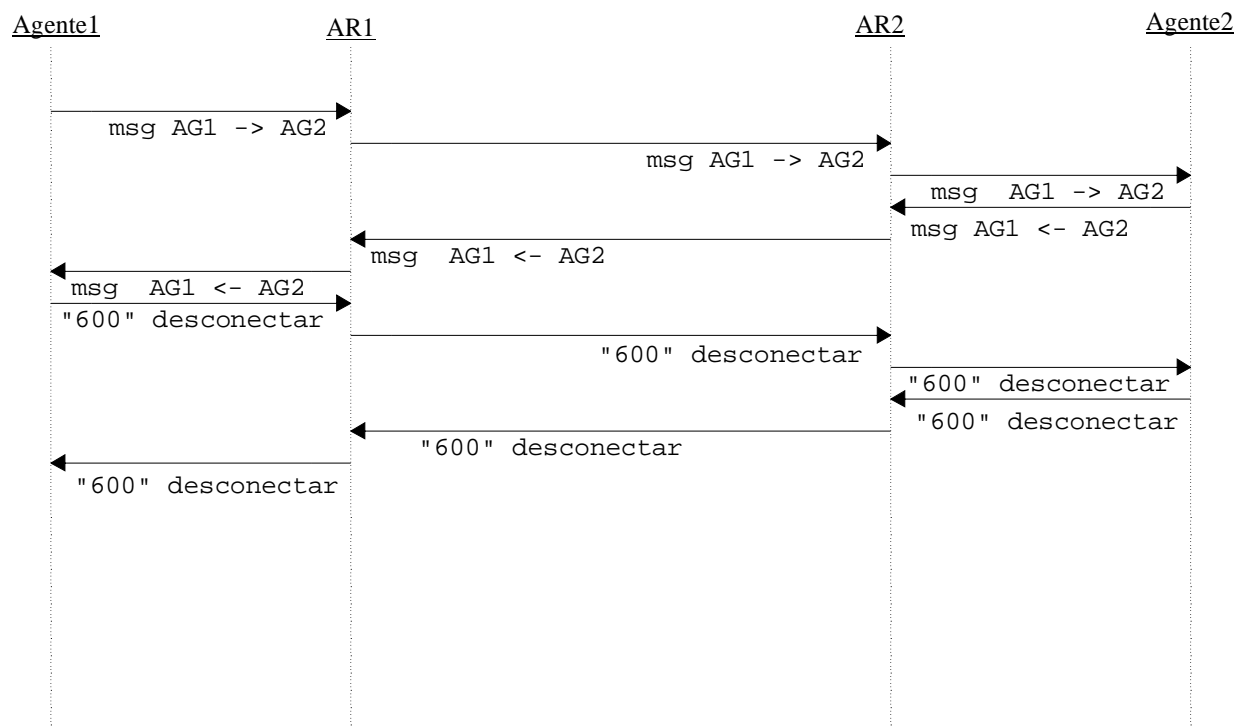 Agente1
AR1
AR2
Agente2
msg AG1 -> AG2
msg AG1 -> AG2
msg AG1 -> AG2
msg AG1 <- AG2
msg AG1 <- AG2
msg AG1 <- AG2
"600" desconectar
"600" desconectar
"600" desconectar
"600" desconectar
"600" desconectar
"600" desconectar